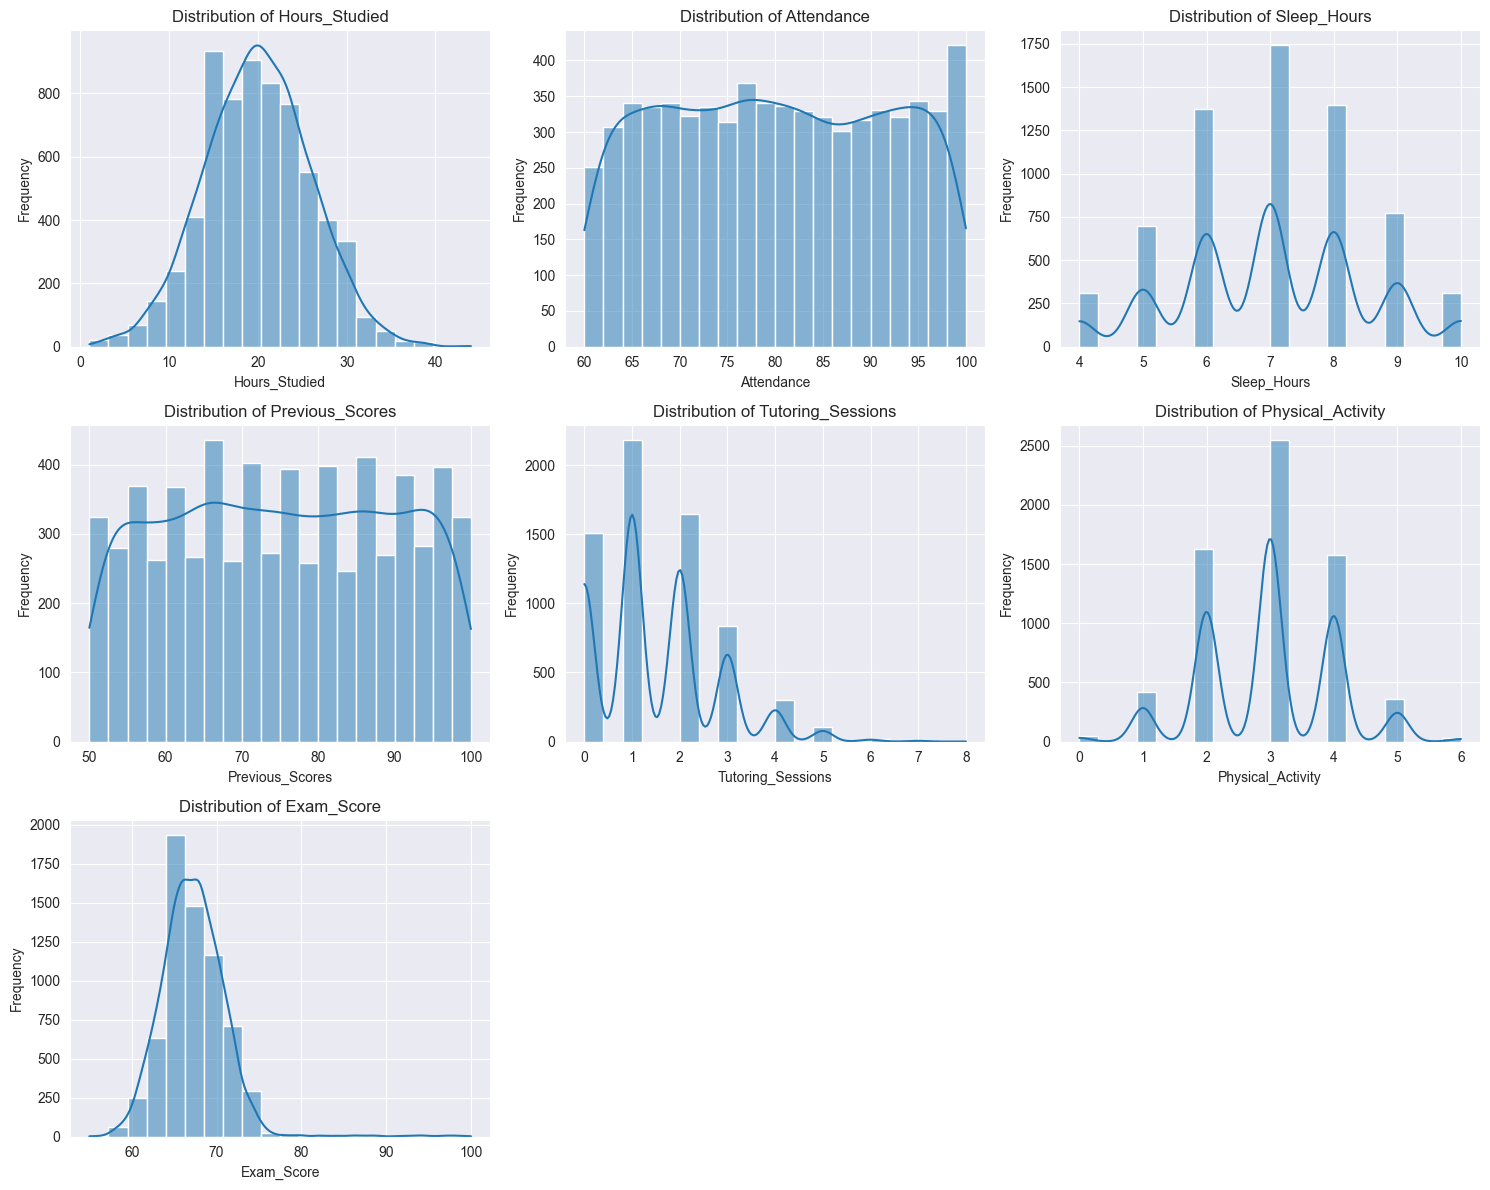 Distribution of Hours_Studied
Frequency
800
600
400
200
0
0 10 20 30 40
Hours_Studied
Distribution of Attendance
Frequency
400
350
300
250
200
150
100
50
0
60 65 70 75 80 85 90 95 100
Attendance
Distribution of Sleep_Hours
Frequency
1750
1500
1250
1000
750
500
250
0
4 5 6 7 8 9 10
Sleep_Hours
Distribution of Previous_Scores
Frequency
400
300
200
100
0
50 60 70 80 90 100
Previous_Scores
Distribution of Tutoring_Sessions
Frequency
2000
1500
1000
500
0
0 1 2 3 4 5 6 7 8
Tutoring_Sessions
Distribution of Physical_Activity
Frequency
2500
2000
1500
1000
500
0
0 1 2 3 4 5 6
Physical_Activity
Distribution of Exam_Score
Frequency
2000
1750
1500
1250
1000
750
500
250
0
60 70 80 90 100
Exam_Score